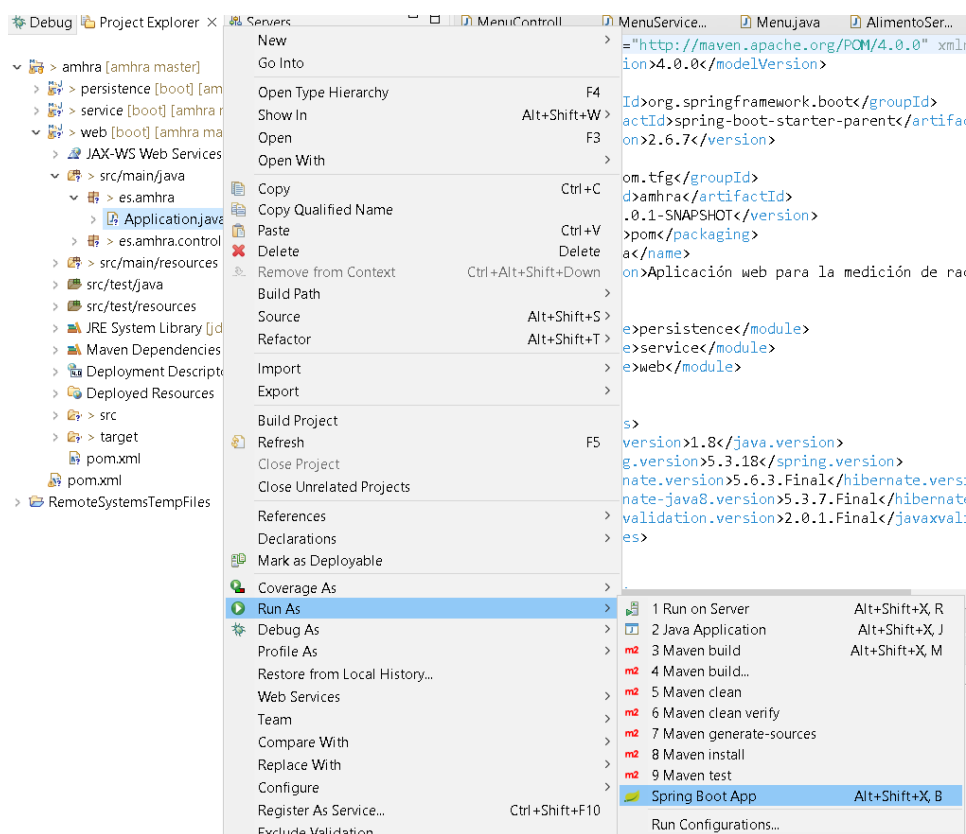 Debug Project Explorer Servers MenuControll MenuService... Menu.java AlimentoSer...
> amhra [amhra master]
> persistence [boot] [am
> service [boot] [amhra r
> web [boot] [amhra ma
JAX-WS Web Services
> src/main/java
> es.amhra
Application.java
> es.amhra.control
> src/main/resources
src/test/java
src/test/resources
JRE System Library [jd
Maven Dependencies
Deployment Descripto
Deployed Resources
> src
> target
pom.xml
pom.xml
RemoteSystemsTempFiles
New
Go Into
Open Type Hierarchy F4
Show In Alt+Shift+W
Open F3
Open With
Copy Ctrl+C
Copy Qualified Name
Paste Ctrl+V
Delete Delete
Remove from Context Ctrl+Alt+Shift+Down
Build Path
Source Alt+Shift+S
Refactor Alt+Shift+T
Import
Export
Build Project
Refresh F5
Close Project
Close Unrelated Projects
References
Declarations
Mark as Deployable
Coverage As
Run As
Debug As
Profile As
Restore from Local History...
Web Services
Team
Compare With
Replace With
Configure
Register As Service... Ctrl+Shift+F10
Exclude Validation
="http://maven.apache.org/POM/4.0.0" xmln
ion>4.0.0</modelVersion>
Id>org.springframework.boot</groupId>
actId>spring-boot-starter-parent</artifac
on>2.6.7</version>
om.tfg</groupId>
d>amhra</artifactId>
.0.1-SNAPSHOT</version>
>pom</packaging>
a</name>
on>Aplicación web para la medición de rac
e>persistence</module>
e>service</module>
e>web</module>
s>
version>1.8</java.version>
g.version>5.3.18</spring.version>
nate.version>5.6.3.Final</hibernate.versi
nate-java8.version>5.3.7.Final</hibernate
validation.version>2.0.1.Final</javaxvali
es>
1 Run on Server Alt+Shift+X, R
2 Java Application Alt+Shift+X, J
m2 3 Maven build Alt+Shift+X, M
m2 4 Maven build...
m2 5 Maven clean
m2 6 Maven clean verify
m2 7 Maven generate-sources
m2 8 Maven install
m2 9 Maven test
Spring Boot App Alt+Shift+X, B
Run Configurations...